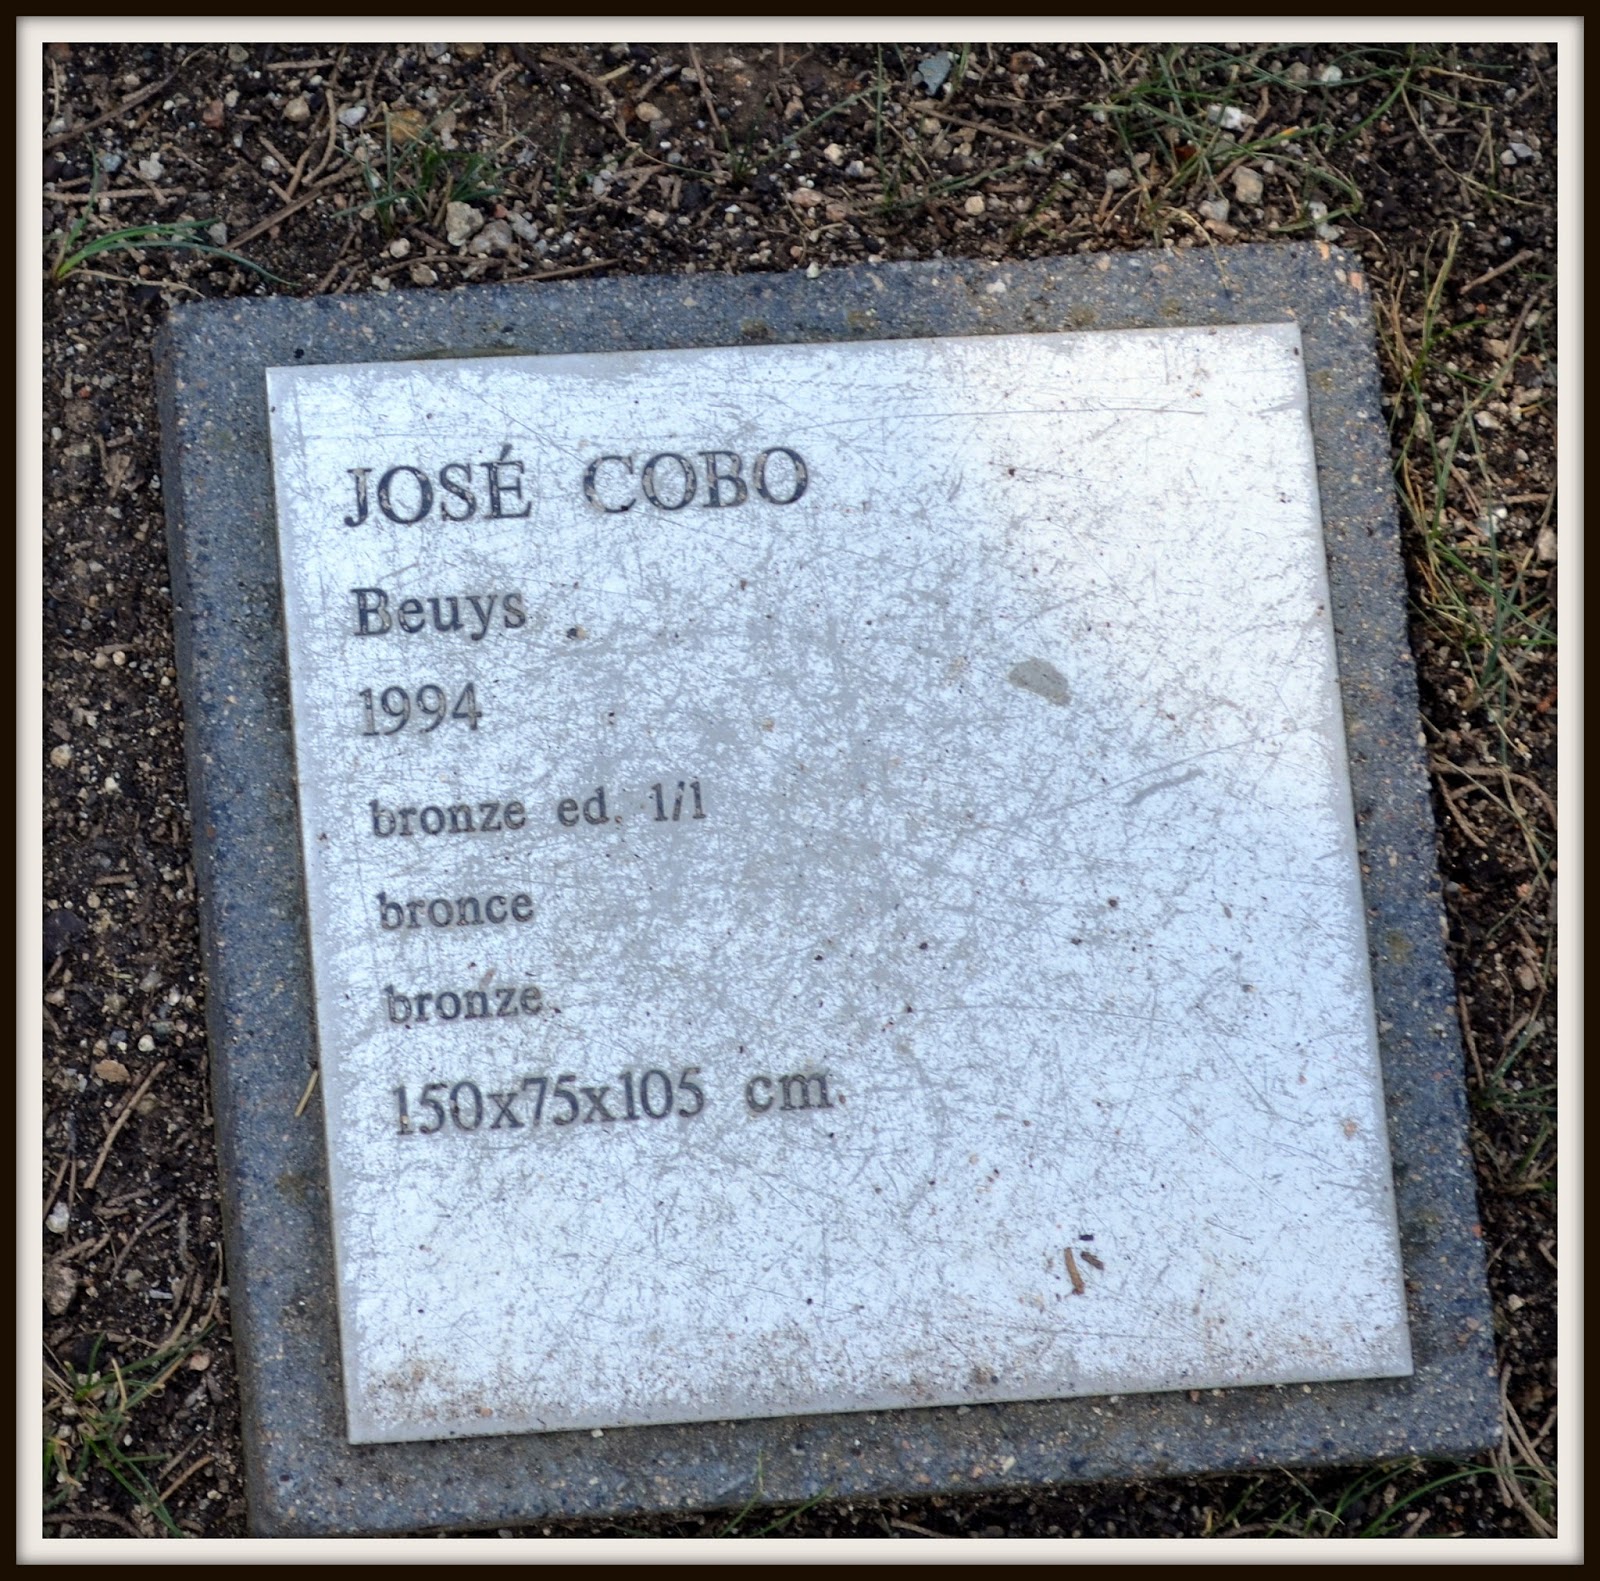 JOSÉ COBO
Beuys
1994
bronze ed. 1/1
bronce
bronze
150x75x105 cm